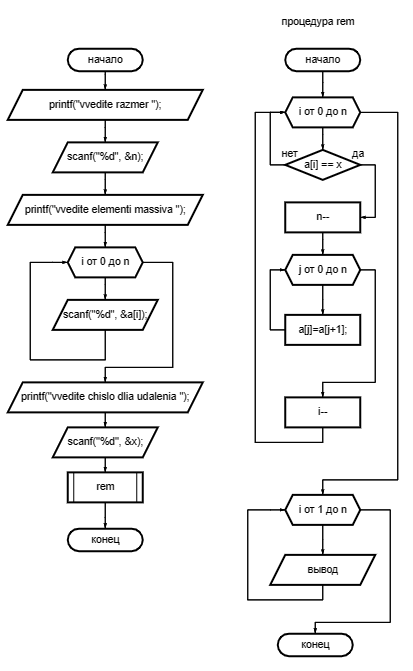 процедура rem
начало
printf("vvedite razmer ");
scanf("%d", &n);
printf("vvedite elementi massiva ");
i от 0 до n
scanf("%d", &a[i]);
printf("vvedite chislo dlia udalenia ");
scanf("%d", &x);
rem
конец
начало
i от 0 до n
нет
да
a[i] == x
n--
j от 0 до n
a[j]=a[j+1];
i--
i от 1 до n
вывод
конец